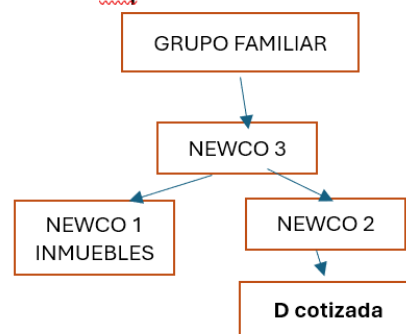 GRUPO FAMILIAR
NEWCO 3
NEWCO 1
INMUEBLES
NEWCO 2
D cotizada